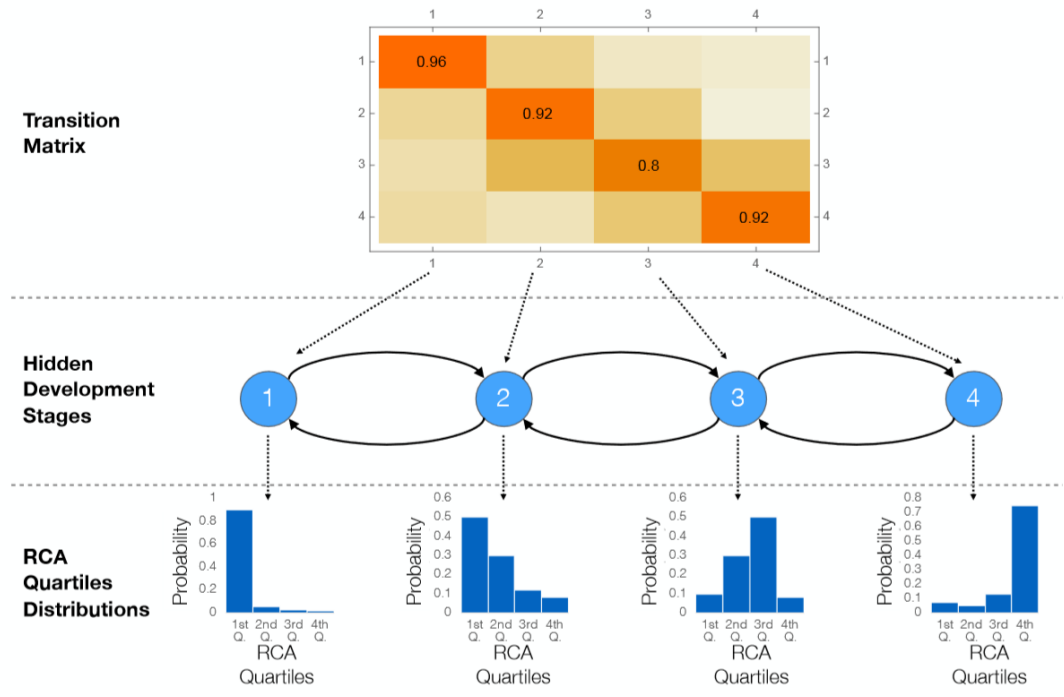 1 2 3 4
1 0.96 1
Transition
Matrix
2 0.92 2
3 0.8 3
4 0.92 4
1 2 3 4
Hidden
Development
Stages
1 2 3 4
RCA
Quartiles
Distributions
Probability
1
0.8
0.6
0.4
0.2
0
1st 2nd 3rd 4th
Q. Q. Q. Q.
RCA
Quartiles
Probability
0.6
0.5
0.4
0.3
0.2
0.1
0
1st 2nd 3rd 4th
Q. Q. Q. Q.
RCA
Quartiles
Probability
0.6
0.5
0.4
0.3
0.2
0.1
0
1st 2nd 3rd 4th
Q. Q. Q. Q.
RCA
Quartiles
Probability
0.8
0.7
0.6
0.5
0.4
0.3
0.2
0.1
0
1st 2nd 3rd 4th
Q. Q. Q. Q.
RCA
Quartiles